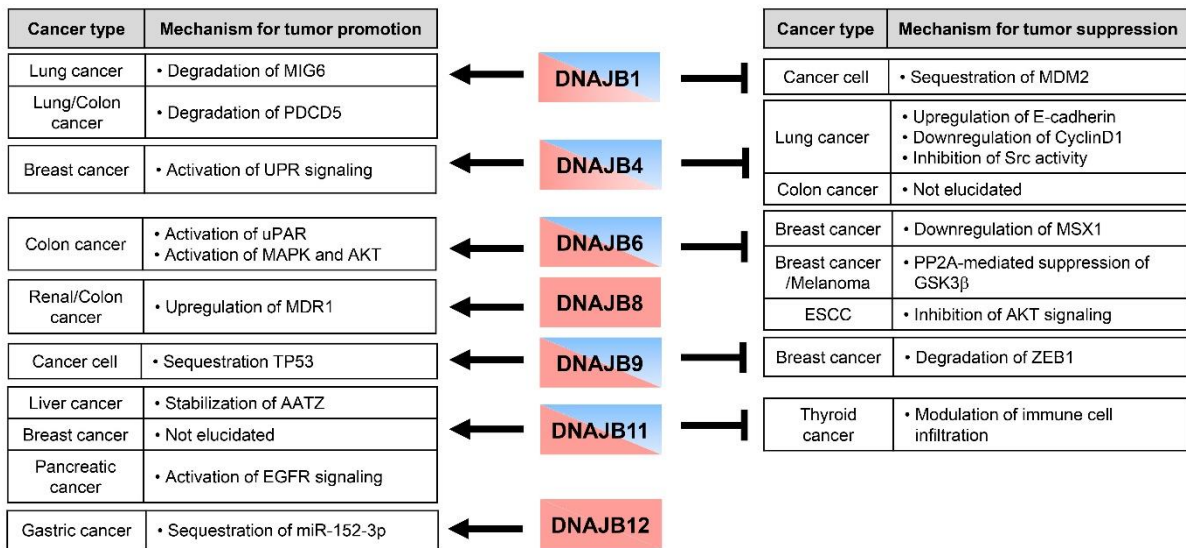 Cancer type Mechanism for tumor promotion
Lung cancer • Degradation of MIG6
Lung/Colon
cancer
• Degradation of PDCD5
Breast cancer • Activation of UPR signaling
Colon cancer
• Activation of uPAR
• Activation of MAPK and AKT
Renal/Colon
cancer
• Upregulation of MDR1
Cancer cell • Sequestration TP53
Liver cancer • Stabilization of AATZ
Breast cancer • Not elucidated
Pancreatic
cancer
• Activation of EGFR signaling
Gastric cancer • Sequestration of miR-152-3p
DNAJB1
DNAJB4
DNAJB6
DNAJB8
DNAJB9
DNAJB11
DNAJB12
Cancer type Mechanism for tumor suppression
Cancer cell • Sequestration of MDM2
Lung cancer
• Upregulation of E-cadherin
• Downregulation of CyclinD1
• Inhibition of Src activity
Colon cancer • Not elucidated
Breast cancer • Downregulation of MSX1
Breast cancer
/Melanoma
• PP2A-mediated suppression of
GSK3β
ESCC • Inhibition of AKT signaling
Breast cancer • Degradation of ZEB1
Thyroid
cancer
• Modulation of immune cell
infiltration